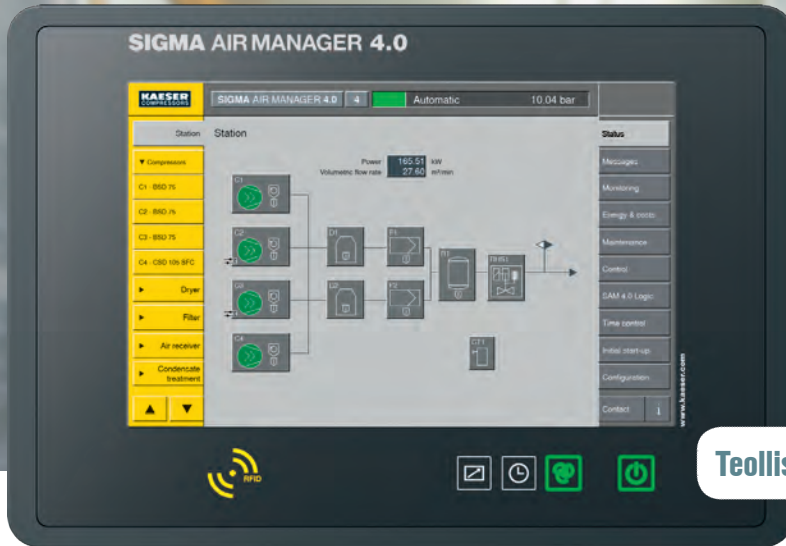 SIGMA AIR MANAGER 4.0
KAESER
COMPRESSORS
SIGMA AIR MANAGER 4.0
4
Automatic
10.04 bar
Station
Station
Status
Power 165.51 kW
Volumetric flow rate 27.60 m³/min
▼ Compressors
C1 - BSD 75
C2 - BSD 75
C3 - BSD 75
C4 - CSD 105 SFC
► Dryer
► Filter
► Air receiver
► Condensate
treatment
▲ ▼
C1
C2
C3
C4
D1
F1
F2
CT1
Messages
Monitoring
Energy & costs
Maintenance
Control
SAM 4.0 Logic
Time control
Initial start-up
Configuration
Contact i
www.kaeser.com
RFID
Teollis